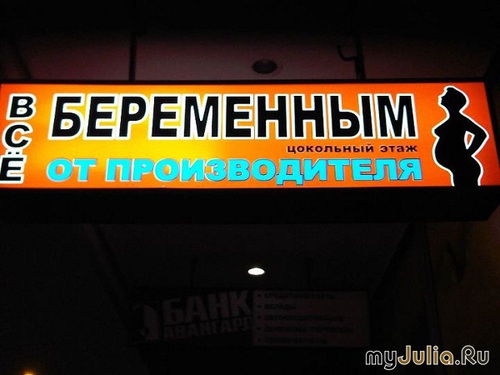 ВСЁ
БЕРЕМЕННЫМ
ЦОКОЛЬНЫЙ ЭТАЖ
ОТ ПРОИЗВОДИТЕЛЯ
БАНК
АВАНГАРД
myJulia.Ru